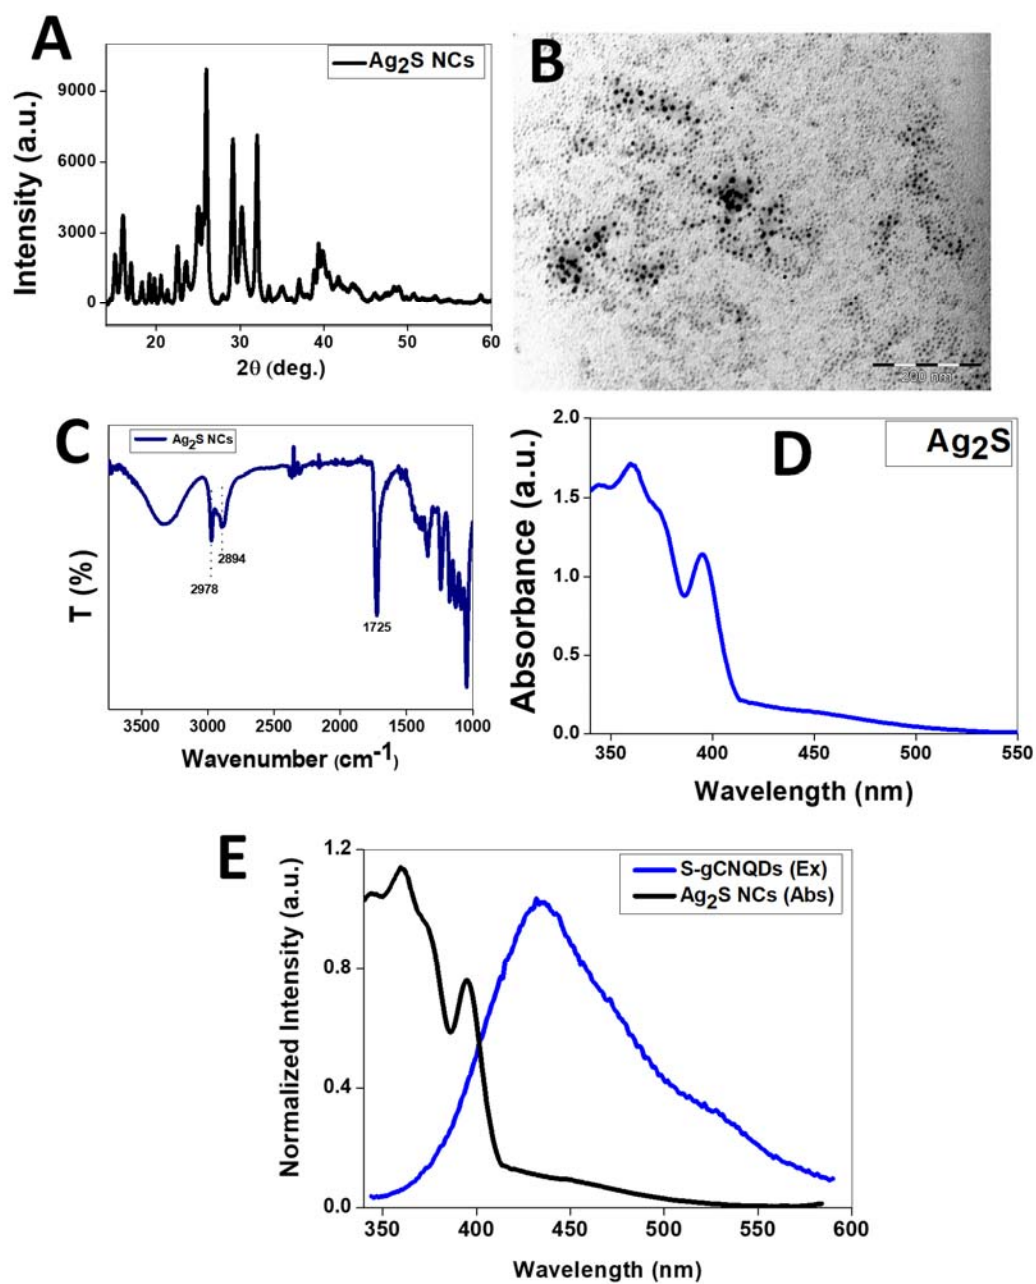 A
Ag2S NCs
Intensity (a.u.)
9000
6000
3000
0
20
30
40
50
60
2θ (deg.)
B
200 nm
C
Ag2S NCs
T (%)
2978
2894
1725
3500
3000
2500
2000
1500
1000
Wavenumber (cm-1)
D
Ag2S
Absorbance (a.u.)
2.0
1.5
1.0
0.5
0.0
350
400
450
500
550
Wavelength (nm)
E
S-gCNQDs (Ex)
Ag2S NCs (Abs)
Normalized Intensity (a.u.)
1.2
0.8
0.4
0.0
350
400
450
500
550
600
Wavelength (nm)